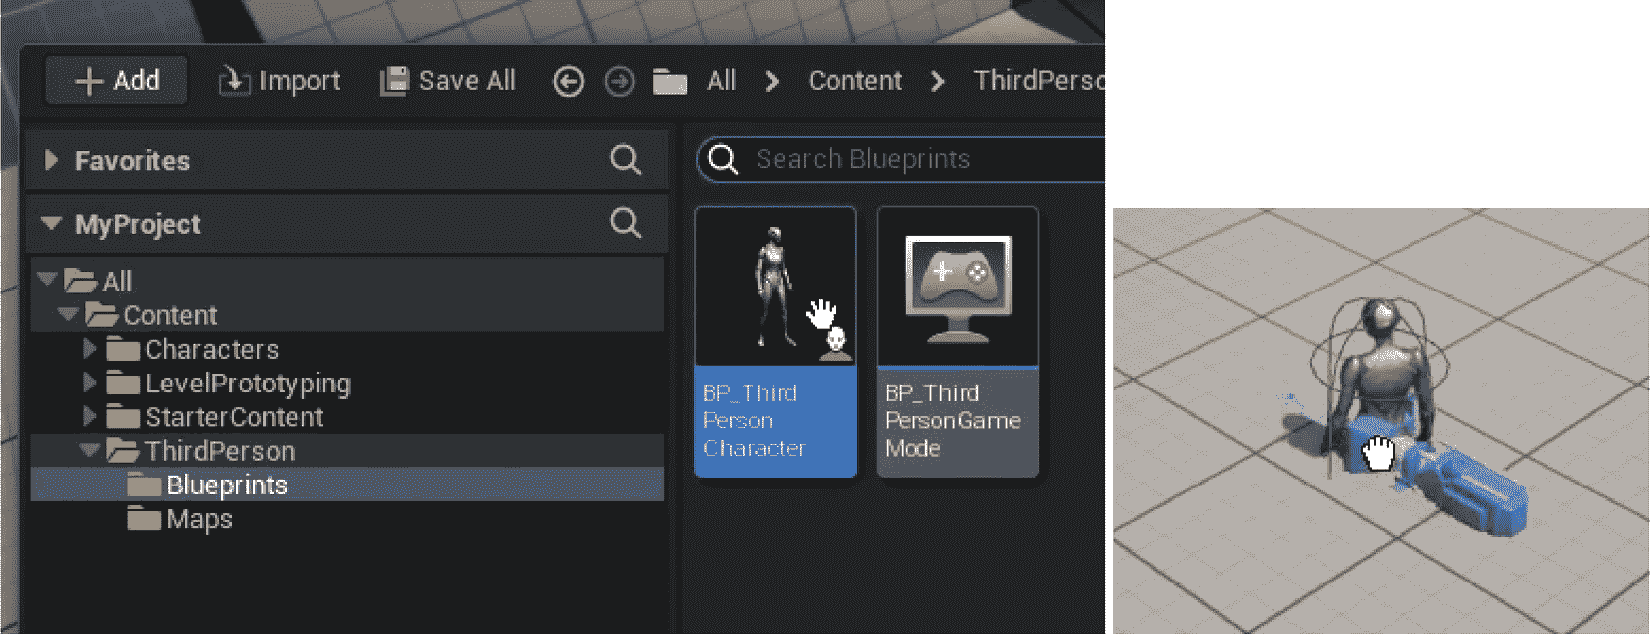 Add
Import
Save All
All
Content
ThirdPerso
Favorites
Search Blueprints
MyProject
All
Content
Characters
LevelPrototyping
StarterContent
ThirdPerson
Blueprints
Maps
BP_Third
Person
Character
BP_Third
PersonGame
Mode